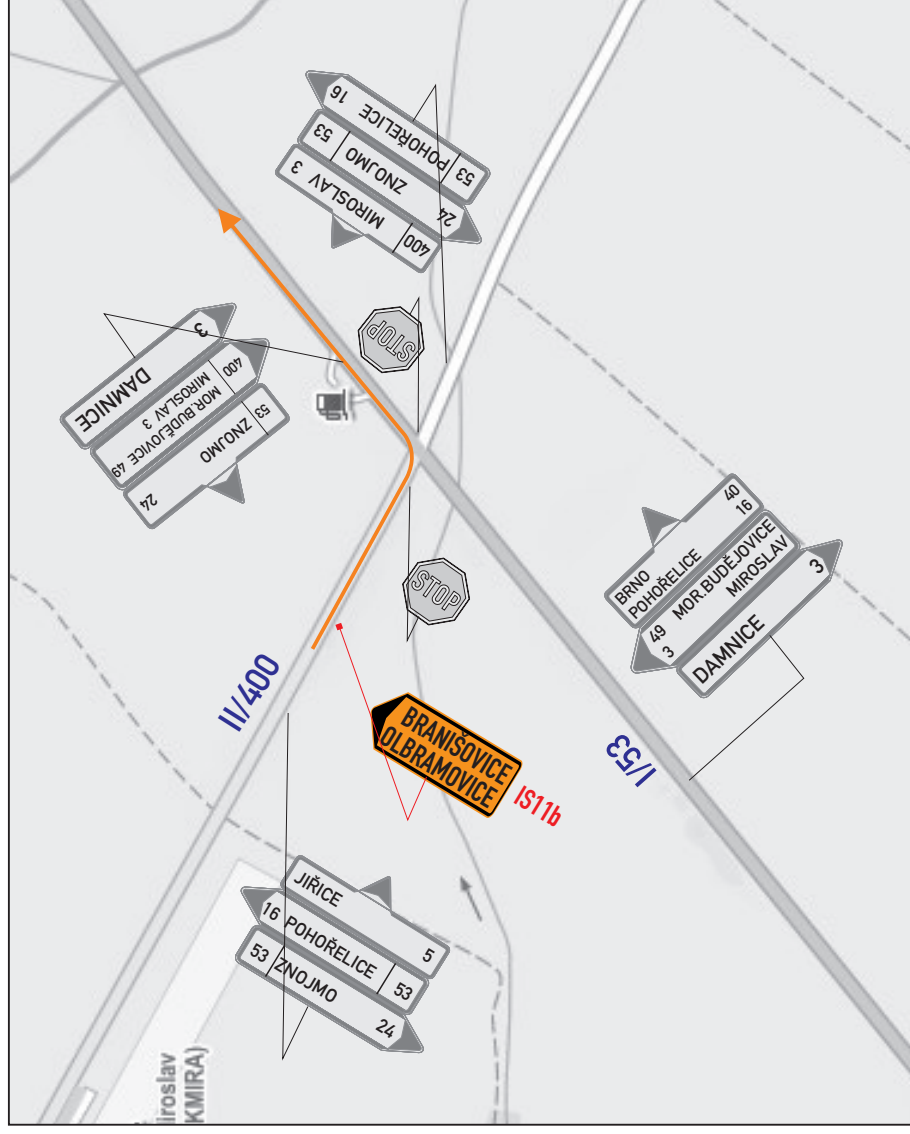 16
POHOŘELICE
53
53
ZNOJMO
24
MIROSLAV 3
400
STOP
DAMNICE
3
MOR.BUDĚJOVICE 49
MIROSLAV 3
400
ZNOJMO
53
24
STOP
II/400
I/53
BRNO 40
POHOŘELICE 16
49 MOR.BUDĚJOVICE
3 MIROSLAV
DAMNICE 3
BRANIŠOVICE
OLBRAMOVICE
IS11b
JIŘICE 5
16 POHOŘELICE 53
53 ZNOJMO 24
iroslav
KMIRA)